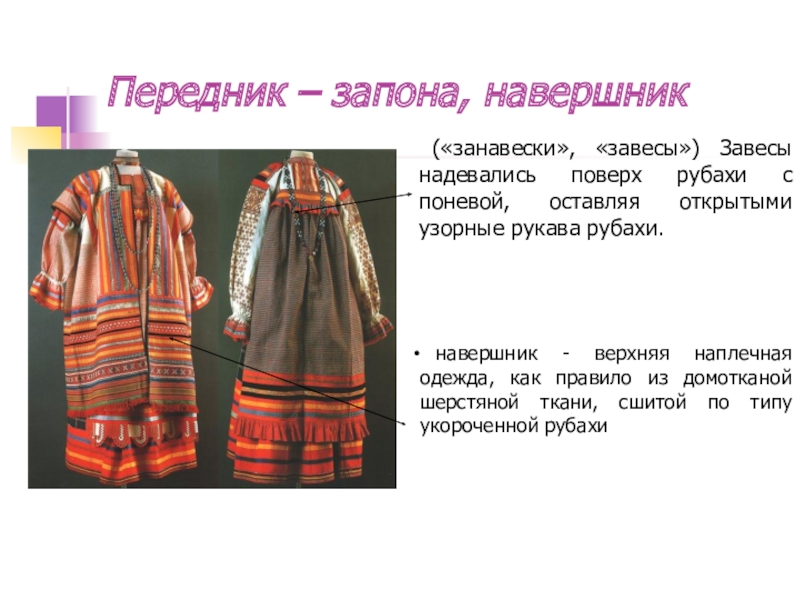 Передник – запона, навершник
(«занавески», «завесы») Завесы
надевались поверх рубахи с
поневой, оставляя открытыми
узорные рукава рубахи.
• навершник - верхняя наплечная
одежда, как правило из домотканой
шерстяной ткани, сшитой по типу
укороченной рубахи